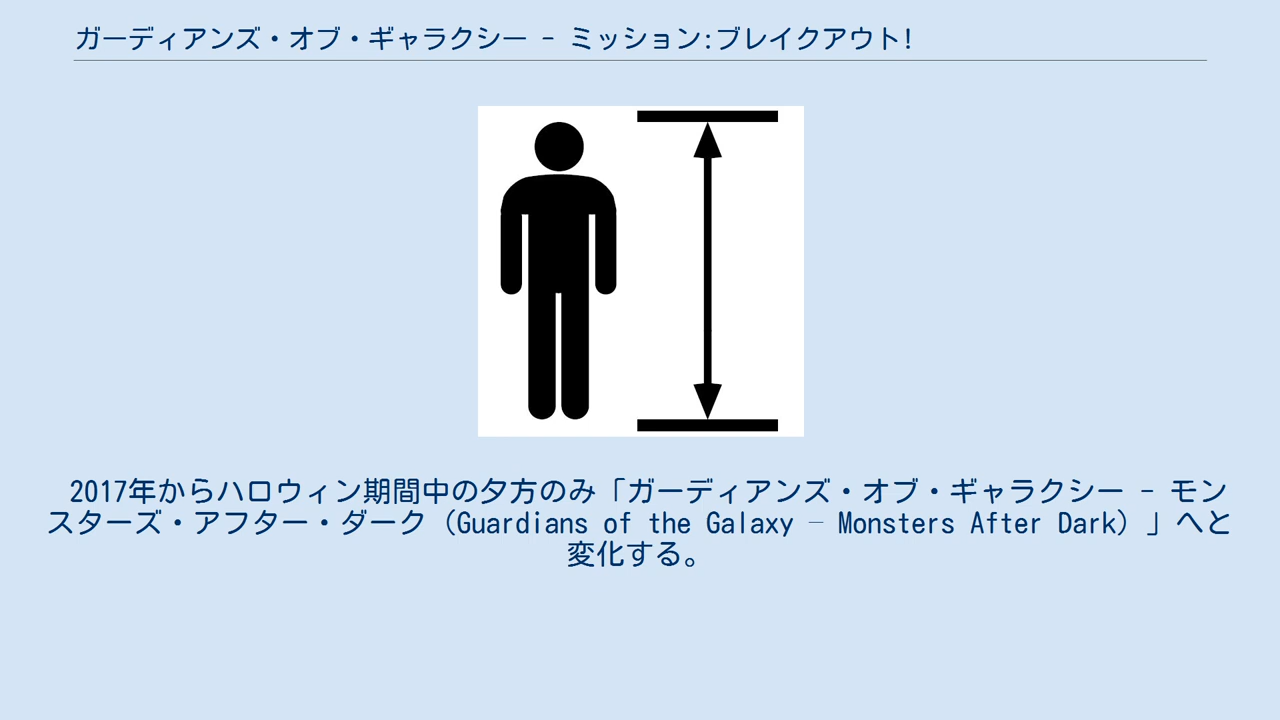 ガーディアンズ・オブ・ギャラクシー - ミッション:ブレイクアウト!
2017年からハロウィン期間中の夕方のみ「ガーディアンズ・オブ・ギャラクシー - モン
スターズ・アフター・ダーク（Guardians of the Galaxy – Monsters After Dark）」へと
変化する。